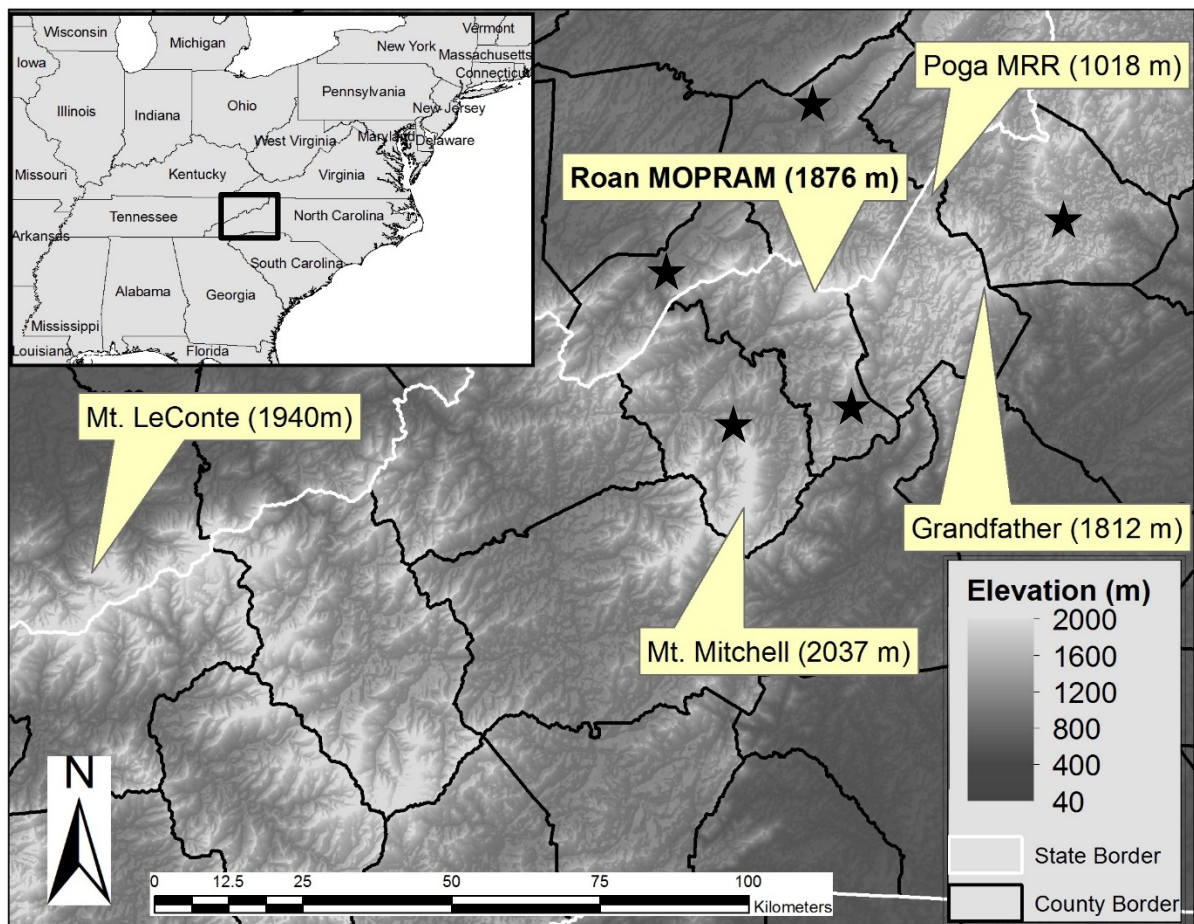 Wisconsin
Michigan
New York
Vermont
Massachusetts
Connecticut
Iowa
Pennsylvania
New Jersey
Illinois
Indiana
Ohio
Maryland
Delaware
West Virginia
Missouri
Kentucky
Virginia
Tennessee
North Carolina
Arkansas
South Carolina
Mississippi
Alabama
Georgia
Louisiana
Florida
Poga MRR (1018 m)
Roan MOPRAM (1876 m)
Mt. LeConte (1940m)
Grandfather (1812 m)
Mt. Mitchell (2037 m)
Elevation (m)
2000
1600
1200
800
400
40
State Border
County Border
N
0 12.5 25 50 75 100
Kilometers